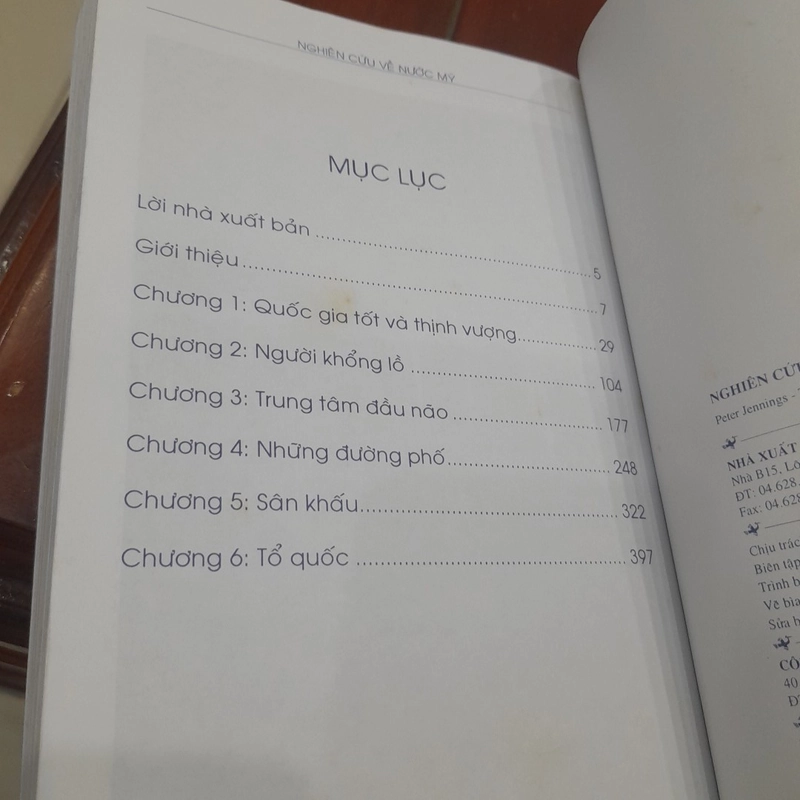 NGHIÊN CỨU VỀ NƯỚC MỸ
MỤC LỤC
Lời nhà xuất bản ........ 5
Giới thiệu ........ 7
Chương 1: Quốc gia tốt và thịnh vượng ........ 29
Chương 2: Người khổng lồ ........ 104
Chương 3: Trung tâm đầu não ........ 177
Chương 4: Những đường phố ........ 248
Chương 5: Sân khấu ........ 322
Chương 6: Tổ quốc ........ 397
NGHIÊN CỨU
Peter Jennings -
NHÀ XUẤT
Nhà B15, Lô
ĐT: 04.628.
Fax: 04.628
Chịu trác
Biên tập
Trình b
Vẽ bìa
Sửa b
CÔ
40